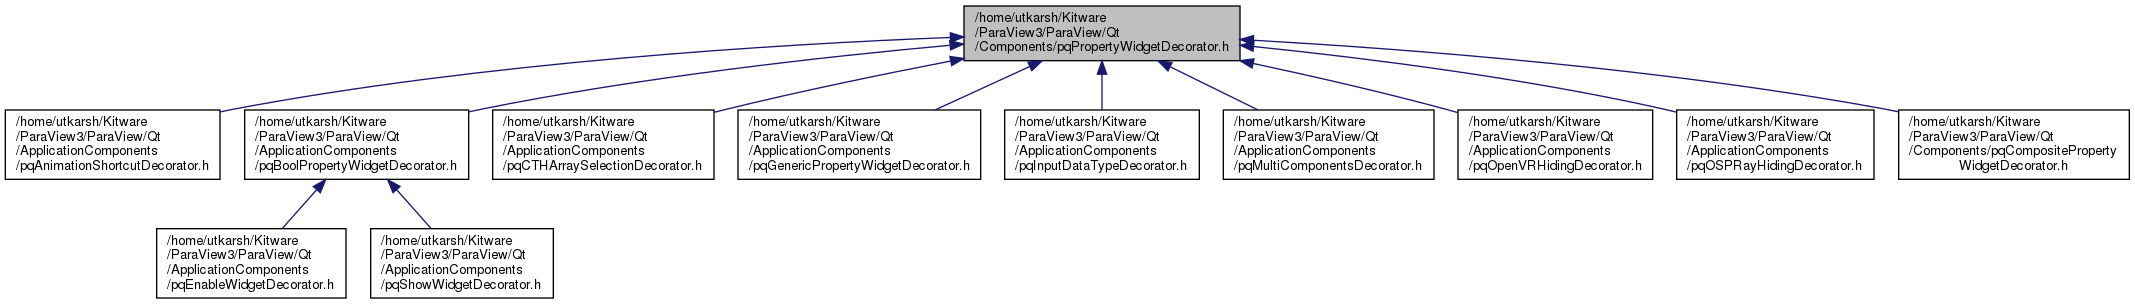 /home/utkarsh/Kitware
/ParaView3/ParaView/Qt
/Components/pqPropertyWidgetDecorator.h
/home/utkarsh/Kitware
/ParaView3/ParaView/Qt
/ApplicationComponents
/pqAnimationShortcutDecorator.h
/home/utkarsh/Kitware
/ParaView3/ParaView/Qt
/ApplicationComponents
/pqBoolPropertyWidgetDecorator.h
/home/utkarsh/Kitware
/ParaView3/ParaView/Qt
/ApplicationComponents
/pqCTHArraySelectionDecorator.h
/home/utkarsh/Kitware
/ParaView3/ParaView/Qt
/ApplicationComponents
/pqGenericPropertyWidgetDecorator.h
/home/utkarsh/Kitware
/ParaView3/ParaView/Qt
/ApplicationComponents
/pqInputDataTypeDecorator.h
/home/utkarsh/Kitware
/ParaView3/ParaView/Qt
/ApplicationComponents
/pqMultiComponentsDecorator.h
/home/utkarsh/Kitware
/ParaView3/ParaView/Qt
/ApplicationComponents
/pqOpenVRHidingDecorator.h
/home/utkarsh/Kitware
/ParaView3/ParaView/Qt
/ApplicationComponents
/pqOSPRayHidingDecorator.h
/home/utkarsh/Kitware
/ParaView3/ParaView/Qt
/Components/pqCompositeProperty
WidgetDecorator.h
/home/utkarsh/Kitware
/ParaView3/ParaView/Qt
/ApplicationComponents
/pqEnableWidgetDecorator.h
/home/utkarsh/Kitware
/ParaView3/ParaView/Qt
/ApplicationComponents
/pqShowWidgetDecorator.h